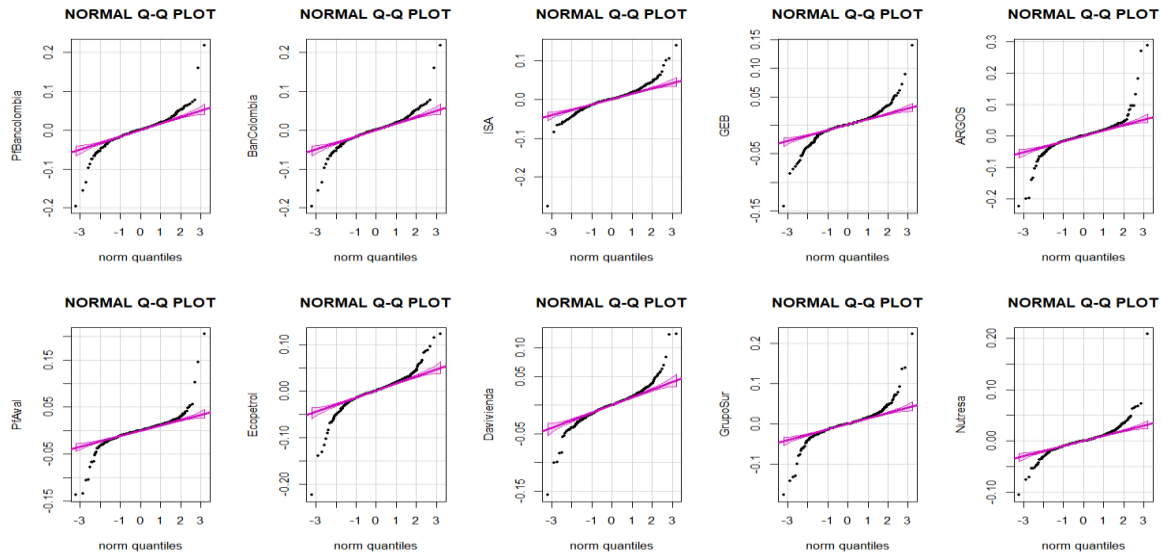 NORMAL Q-Q PLOT
PfBancolombia
0.2
0.1
0.0
-0.1
-0.2
-3 -2 -1 0 1 2 3
norm quantiles
NORMAL Q-Q PLOT
BanColombia
0.2
0.1
0.0
-0.1
-0.2
-3 -1 0 1 2 3
norm quantiles
NORMAL Q-Q PLOT
ISA
0.1
0.0
-0.1
-0.2
-3 -1 0 1 2 3
norm quantiles
NORMAL Q-Q PLOT
GEB
0.15
0.10
0.05
-0.05
-0.15
-3 -1 0 1 2 3
norm quantiles
NORMAL Q-Q PLOT
ARGOS
0.3
0.2
0.1
0.0
-0.1
-0.2
-3 -1 0 1 2 3
norm quantiles
NORMAL Q-Q PLOT
PfAval
0.15
0.05
-0.05
-0.15
-3 -2 -1 0 1 2 3
norm quantiles
NORMAL Q-Q PLOT
Ecopetrol
0.10
0.00
-0.10
-0.20
-3 -1 0 1 2 3
norm quantiles
NORMAL Q-Q PLOT
Davivienda
0.15
0.05
-0.05
-0.15
-3 -1 0 1 2 3
norm quantiles
NORMAL Q-Q PLOT
GrupoSur
0.2
0.1
0.0
-0.1
-3 -1 0 1 2 3
norm quantiles
NORMAL Q-Q PLOT
Nutresa
0.20
0.10
0.00
-0.10
-3 -1 0 1 2 3
norm quantiles